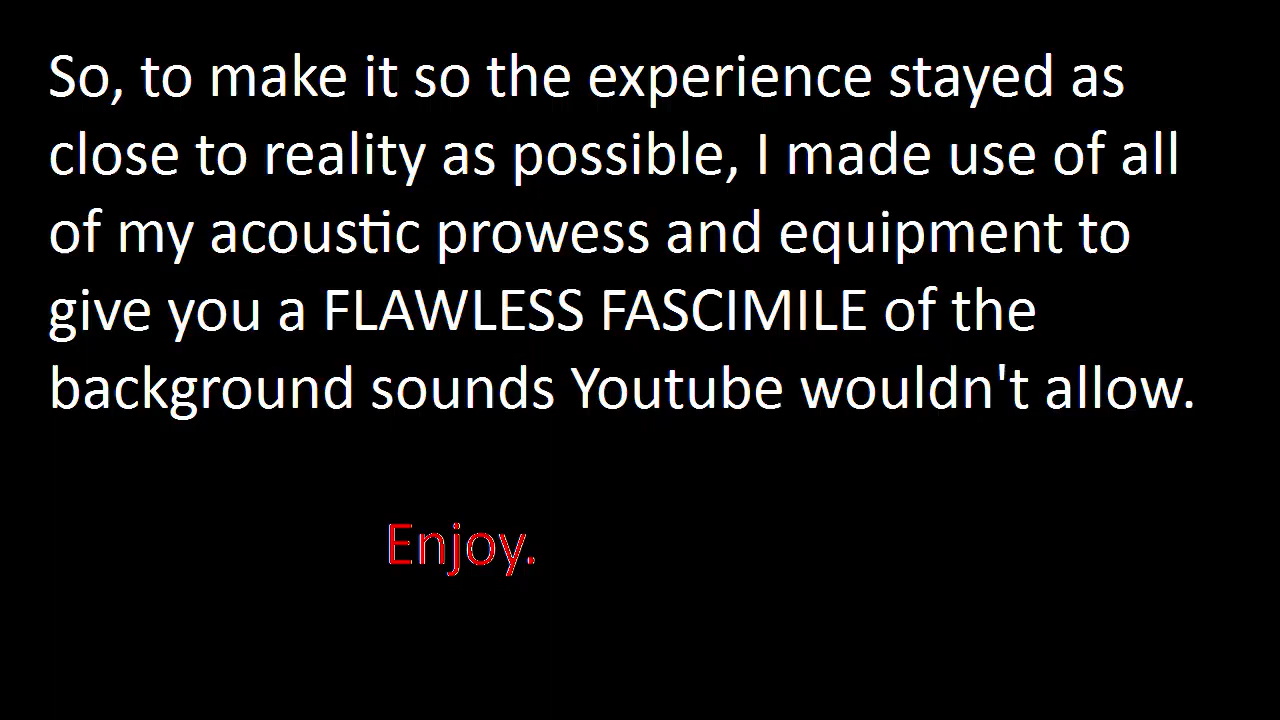 So, to make it so the experience stayed as
close to reality as possible, I made use of all
of my acoustic prowess and equipment to
give you a FLAWLESS FASCIMILE of the
background sounds Youtube wouldn't allow.
Enjoy.